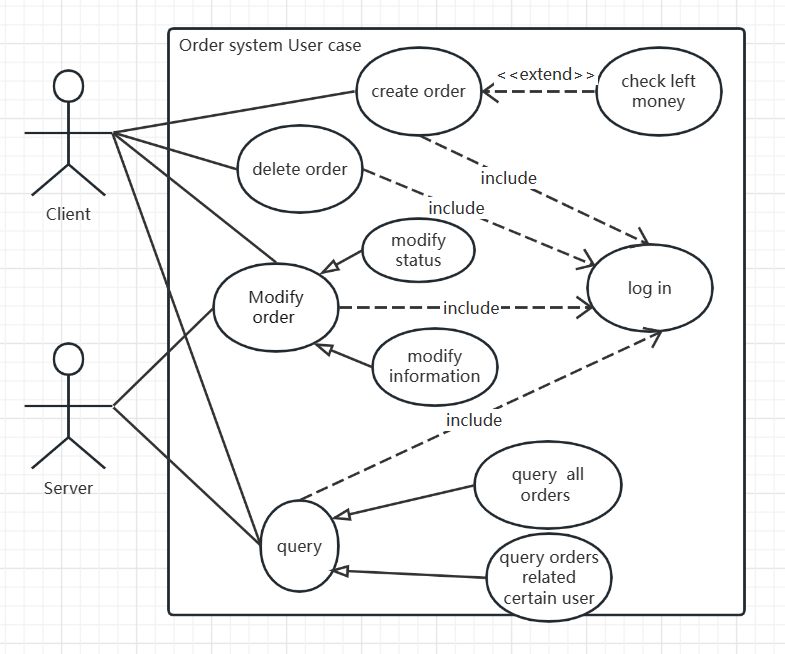 Order system User case
create order
<<extend>>
check left
money
delete order
include
include
Client
modify
status
Modify
order
include
log in
modify
information
include
Server
query all
orders
query
query orders
related
certain user